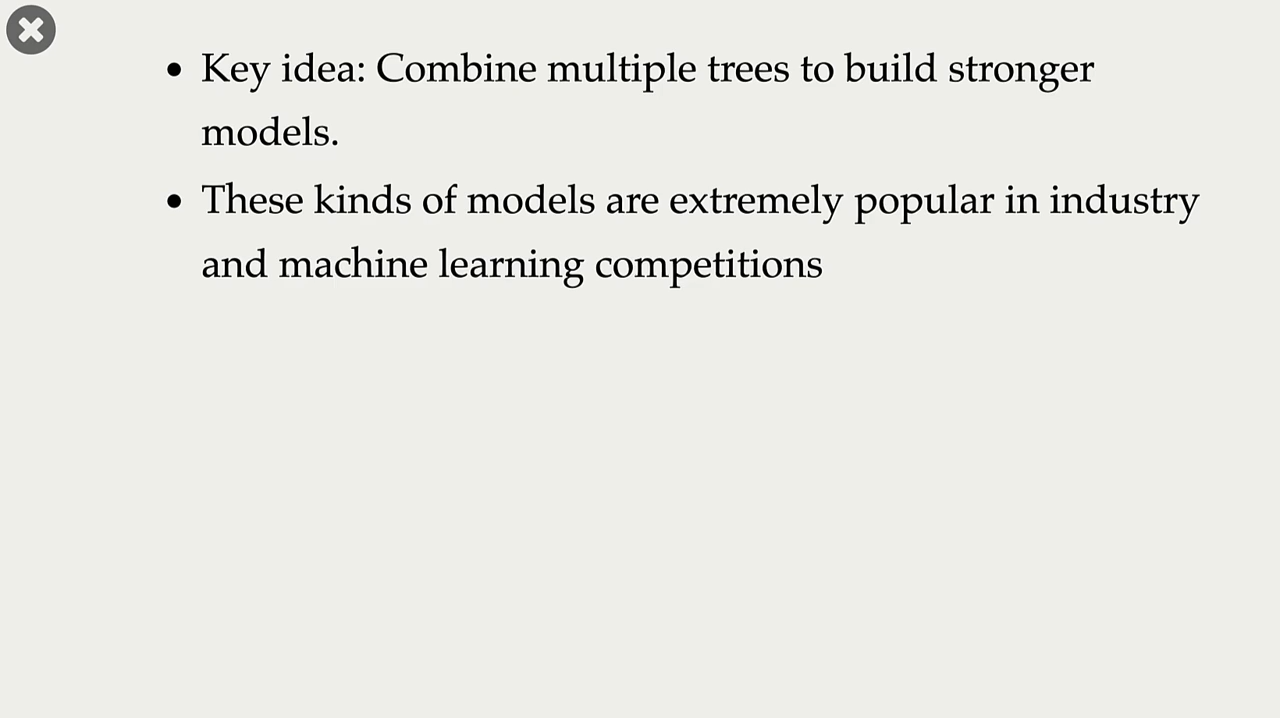 • Key idea: Combine multiple trees to build stronger
models.
• These kinds of models are extremely popular in industry
and machine learning competitions